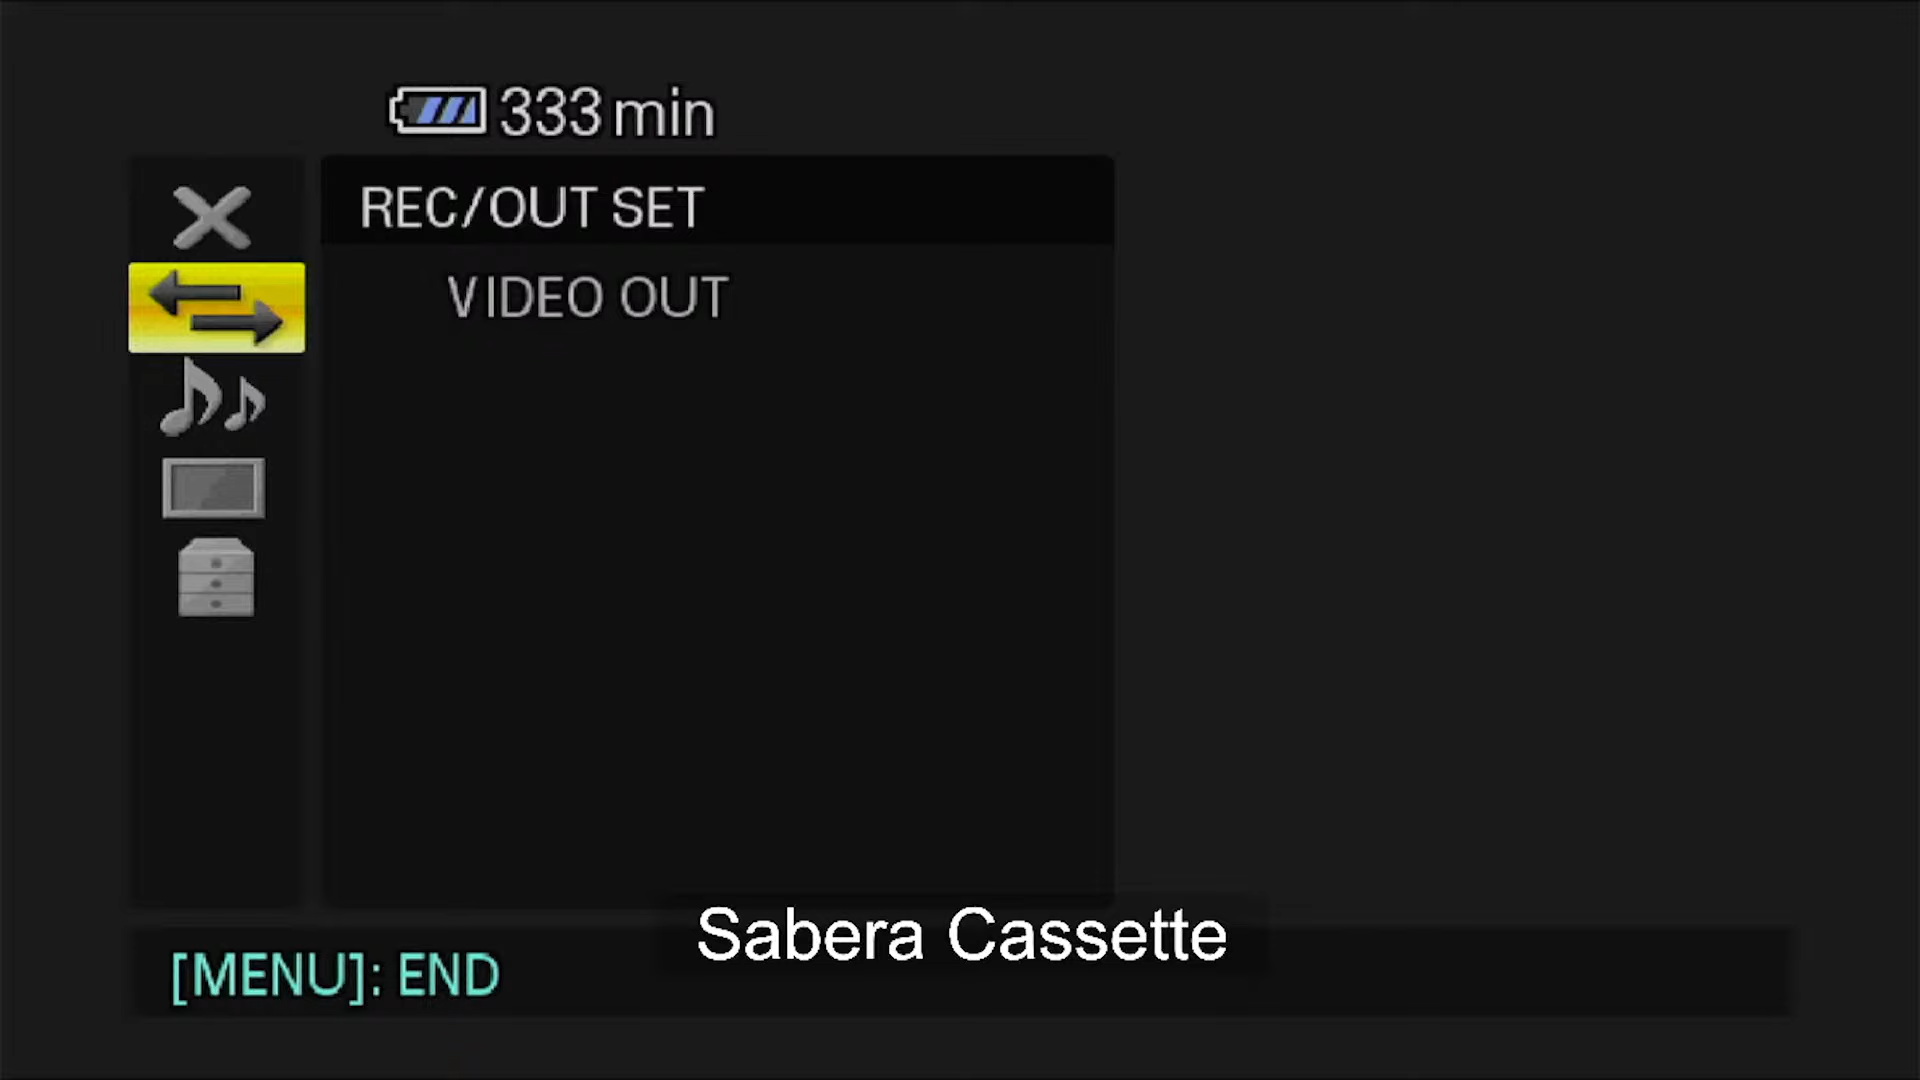 333 min
REC/OUT SET
VIDEO OUT
Sabera Cassette
[MENU]: END